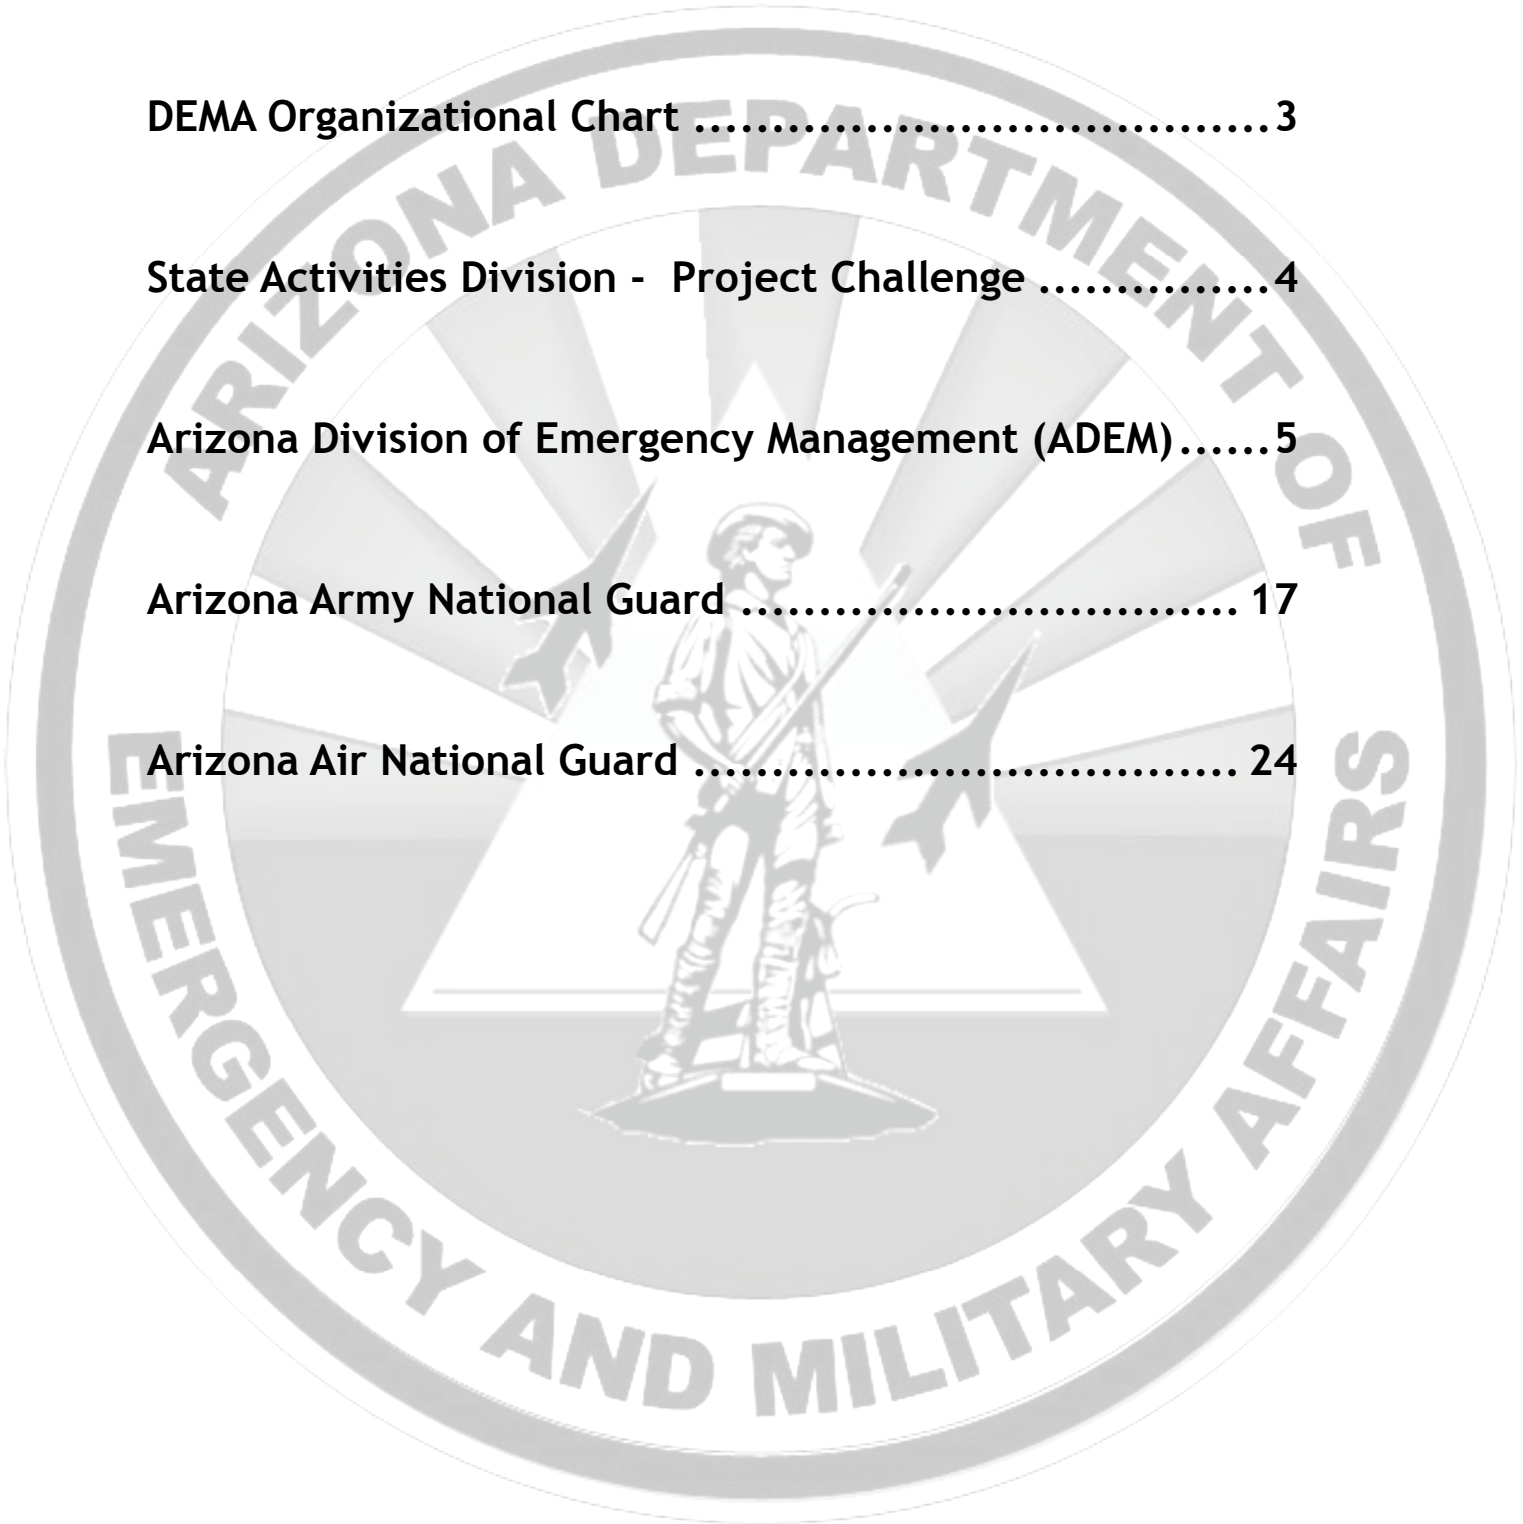 DEMA Organizational Chart .....................................3
State Activities Division -  Project Challenge ...............4
Arizona Division of Emergency Management (ADEM)......5
Arizona Army National Guard ................................ 17
Arizona Air National Guard ................................... 24
ARIZONA DEPARTMENT OF
EMERGENCY AND MILITARY AFFAIRS